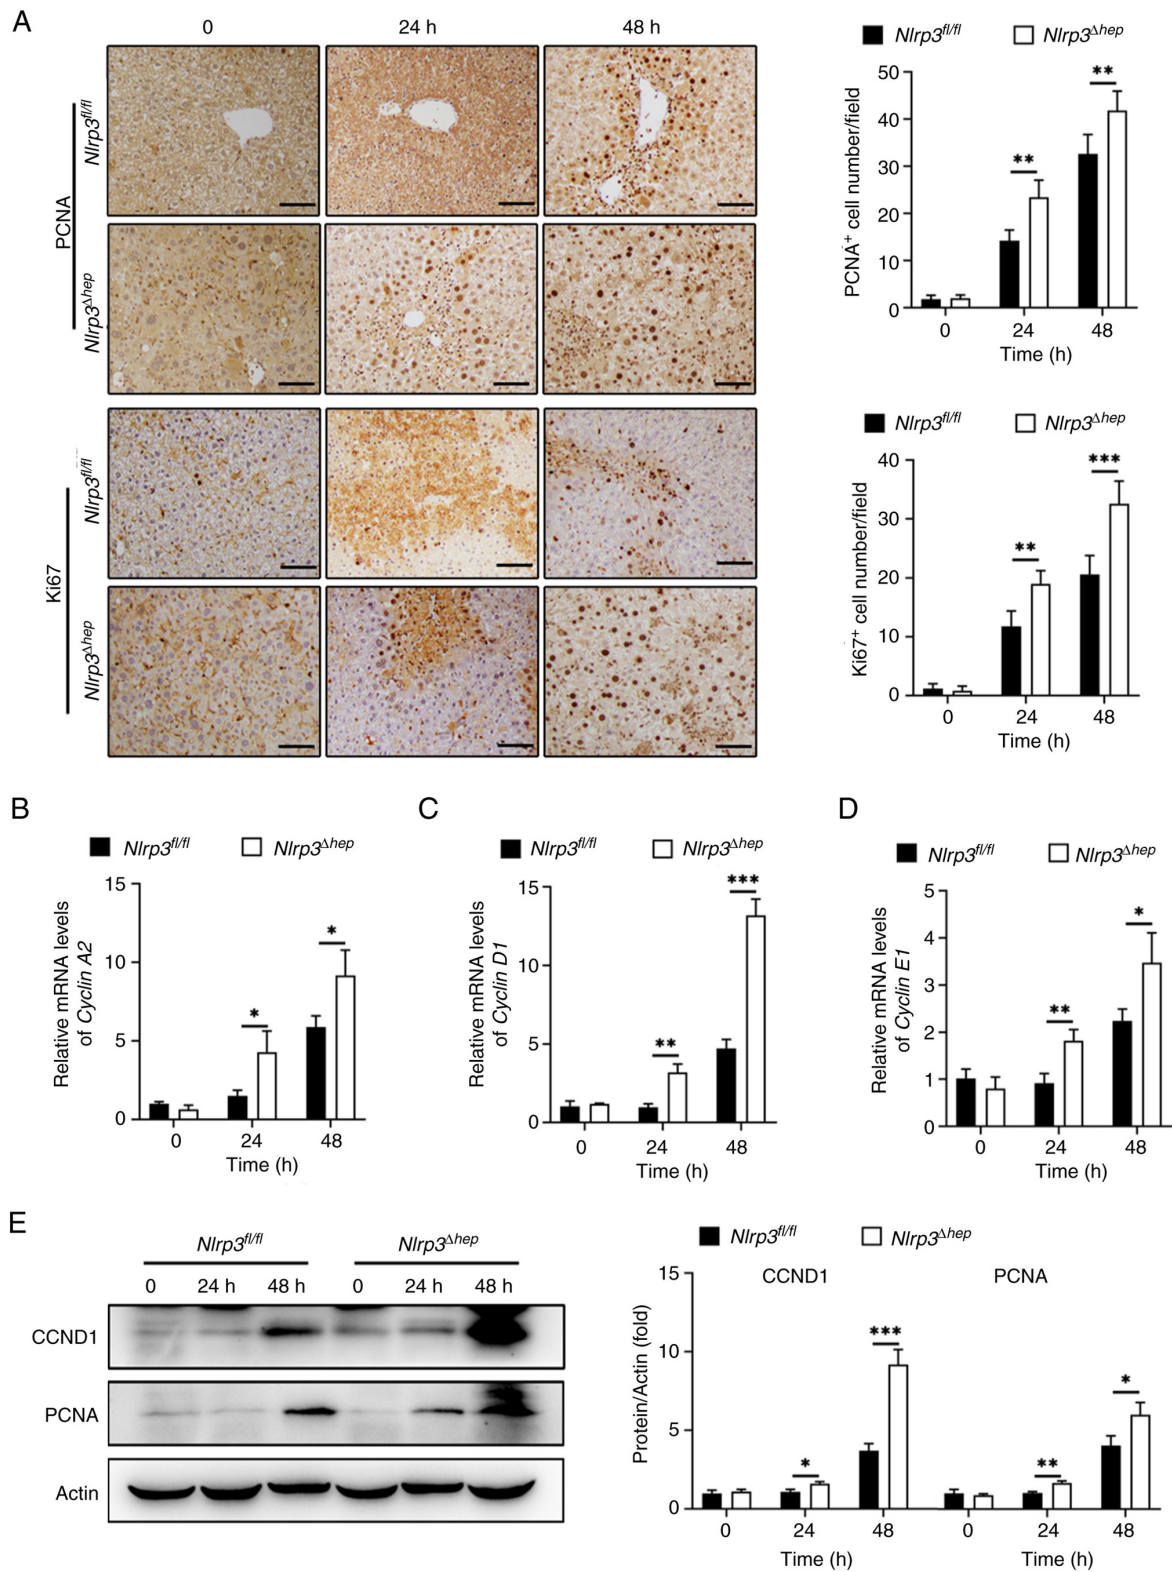 A
0 24 h 48 h
PCNA
Nlrp3fl/fl
Nlrp3Δhep
Ki67
Nlrp3fl/fl
Nlrp3Δhep
Nlrp3fl/fl Nlrp3Δhep
PCNA+ cell number/field
50
40
30
20
10
0
** **
0 24 48
Time (h)
Nlrp3fl/fl Nlrp3Δhep
Ki67+ cell number/field
40
30
20
10
0
** ***
0 24 48
Time (h)
B
Nlrp3fl/fl Nlrp3Δhep
Relative mRNA levels
of Cyclin A2
15
10
5
0
* *
0 24 48
Time (h)
C
Nlrp3fl/fl Nlrp3Δhep
Relative mRNA levels
of Cyclin D1
15
10
5
0
** ***
0 24 48
Time (h)
D
Nlrp3fl/fl Nlrp3Δhep
Relative mRNA levels
of Cyclin E1
5
4
3
2
1
0
** *
0 24 48
Time (h)
E
Nlrp3fl/fl Nlrp3Δhep
0 24 h 48 h 0 24 h 48 h
CCND1
PCNA
Actin
Nlrp3fl/fl Nlrp3Δhep
CCND1 PCNA
Protein/Actin (fold)
15
10
5
0
* *** ** *
0 24 48 0 24 48
Time (h) Time (h)